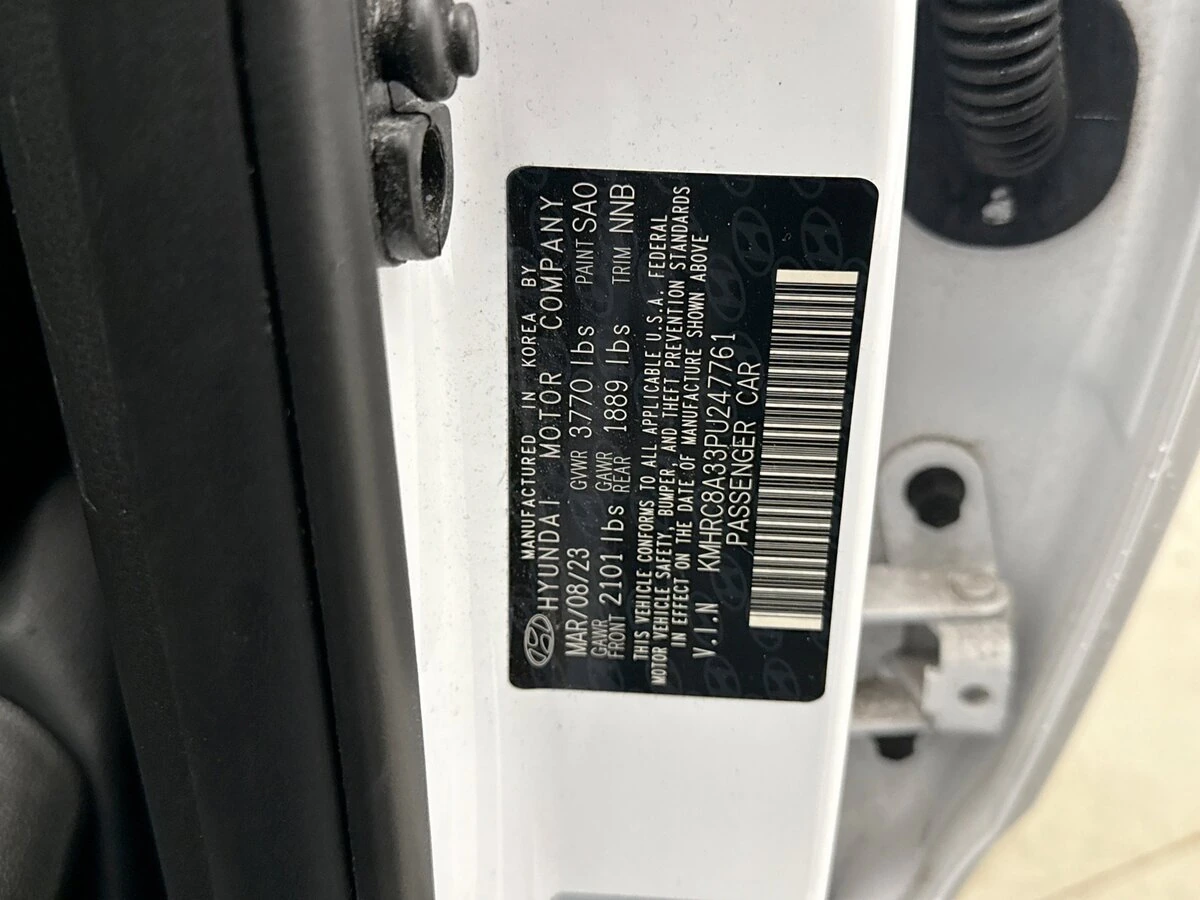 MANUFACTURED IN KOREA BY
HYUNDAI MOTOR COMPANY
MAR/08/23 GVWR 3770 lbs PAINT SAO
GAWR FRONT 2101 lbs GAWR REAR 1889 lbs TRIM NNB
THIS VEHICLE CONFORMS TO ALL APPLICABLE U.S.A. FEDERAL
MOTOR VEHICLE SAFETY, BUMPER, AND THEFT PREVENTION STANDARDS
IN EFFECT ON THE DATE OF MANUFACTURE SHOWN ABOVE
V.I.N KMHRC8A33PU247761
PASSENGER CAR